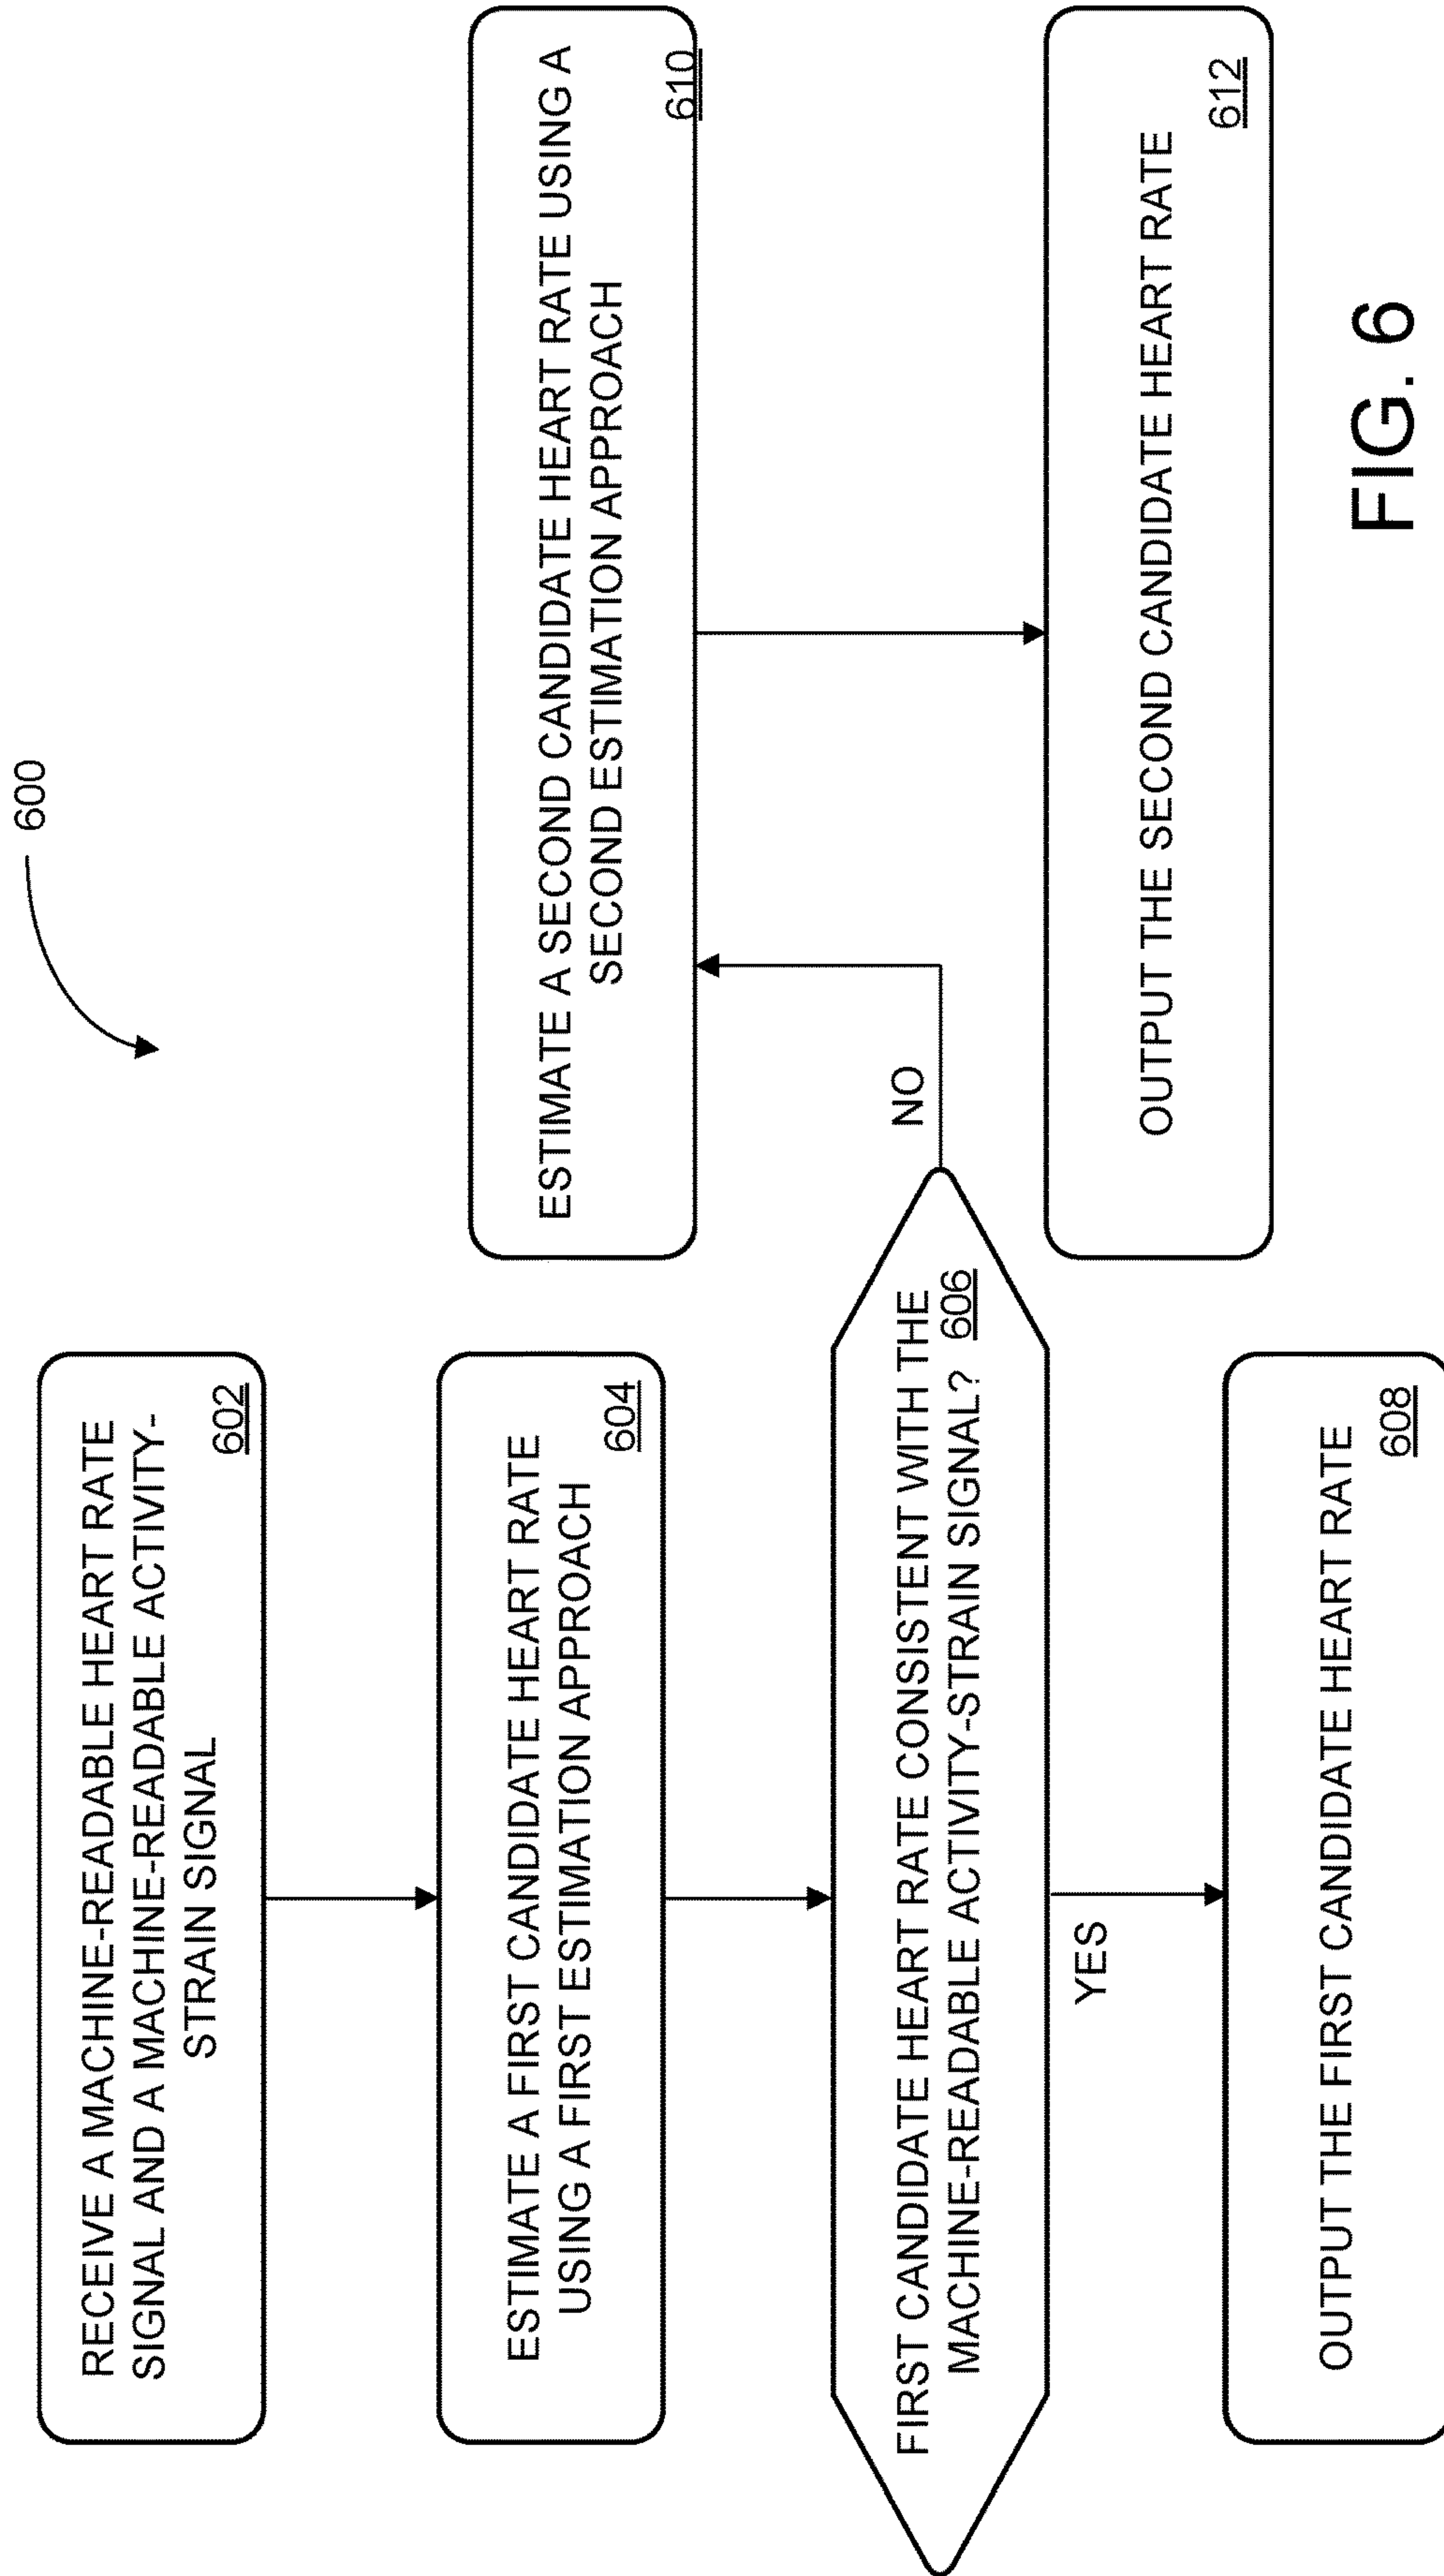 600
RECEIVE A MACHINE-READABLE HEART RATE
SIGNAL AND A MACHINE-READABLE ACTIVITY-
STRAIN SIGNAL
602
ESTIMATE A FIRST CANDIDATE HEART RATE
USING A FIRST ESTIMATION APPROACH
604
FIRST CANDIDATE HEART RATE CONSISTENT WITH THE
MACHINE-READABLE ACTIVITY-STRAIN SIGNAL? 606
YES
OUTPUT THE FIRST CANDIDATE HEART RATE
608
NO
ESTIMATE A SECOND CANDIDATE HEART RATE USING A
SECOND ESTIMATION APPROACH
610
OUTPUT THE SECOND CANDIDATE HEART RATE
612
FIG. 6